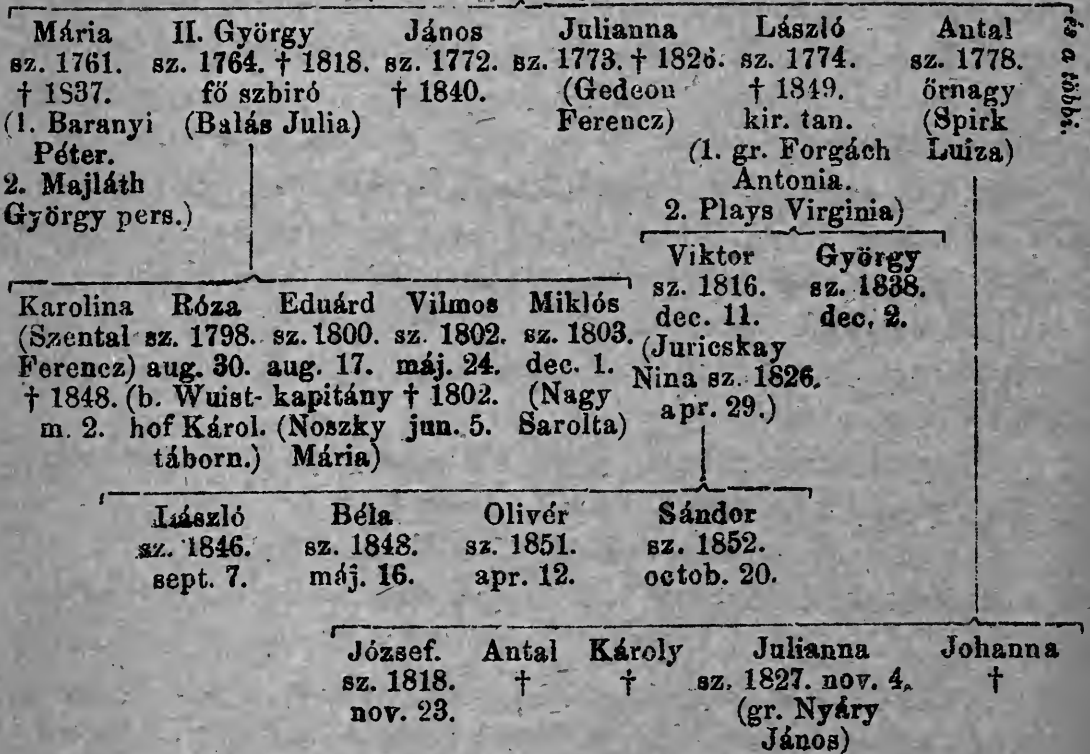 Mária II. György János Julianna László Antal
sz. 1761. sz. 1764. † 1818. sz. 1772. sz. 1773. † 1826. sz. 1774. sz. 1778.
† 1837. fő szbiró † 1840. (Gedeon † 1849. őrnagy
(1. Baranyi (Balás Julia) Ferencz) kir. tan. (Spirk
Péter. (1. gr. Forgách Luiza)
2. Majláth Antonia.
György pers.) 2. Plays Virginia)
és a többi.
Viktor György
sz. 1816. sz. 1838.
dec. 11. dec. 2.
(Juricskay
Nina sz. 1826.
apr. 29.)
Karolina Róza Eduárd Vilmos Miklós
(Szental sz. 1798. sz. 1800. sz. 1802. sz. 1803.
Ferencz) aug. 30. aug. 17. máj. 24. dec. 1.
† 1848. (b. Wuist- kapitány † 1802. (Nagy
m. 2. hof Károl. (Noszky jun. 5. Sarolta)
táborn.) Mária)
László Béla Olivér Sándor
sz. 1846. sz. 1848. sz. 1851. sz. 1852.
sept. 7. máj. 16. apr. 12. octob. 20.
József. Antal Károly Julianna Johanna
sz. 1818. † † sz. 1827. nov. 4. †
nov. 23. (gr. Nyáry
János)